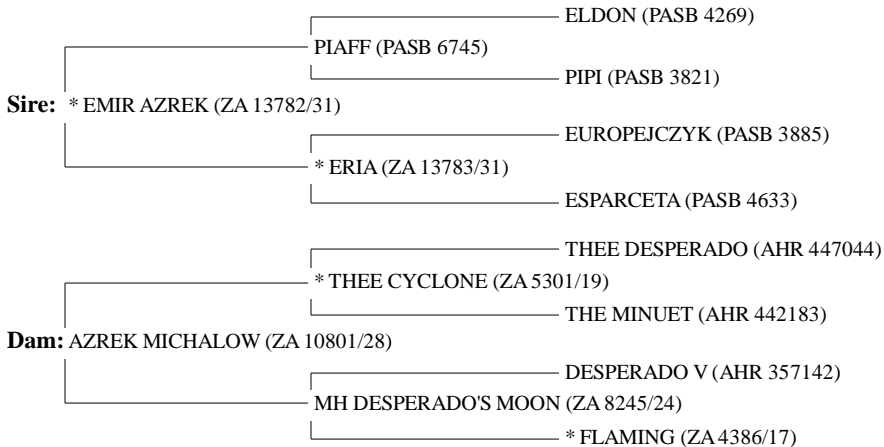 ELDON (PASB 4269)
PIAFF (PASB 6745)
PIPI (PASB 3821)
Sire: * EMIR AZREK (ZA 13782/31)
EUROPEJCZYK (PASB 3885)
* ERIA (ZA 13783/31)
ESPARCETA (PASB 4633)
THEE DESPERADO (AHR 447044)
* THEE CYCLONE (ZA 5301/19)
THE MINUET (AHR 442183)
Dam: AZREK MICHALOW (ZA 10801/28)
DESPERADO V (AHR 357142)
MH DESPERADO'S MOON (ZA 8245/24)
* FLAMING (ZA 4386/17)